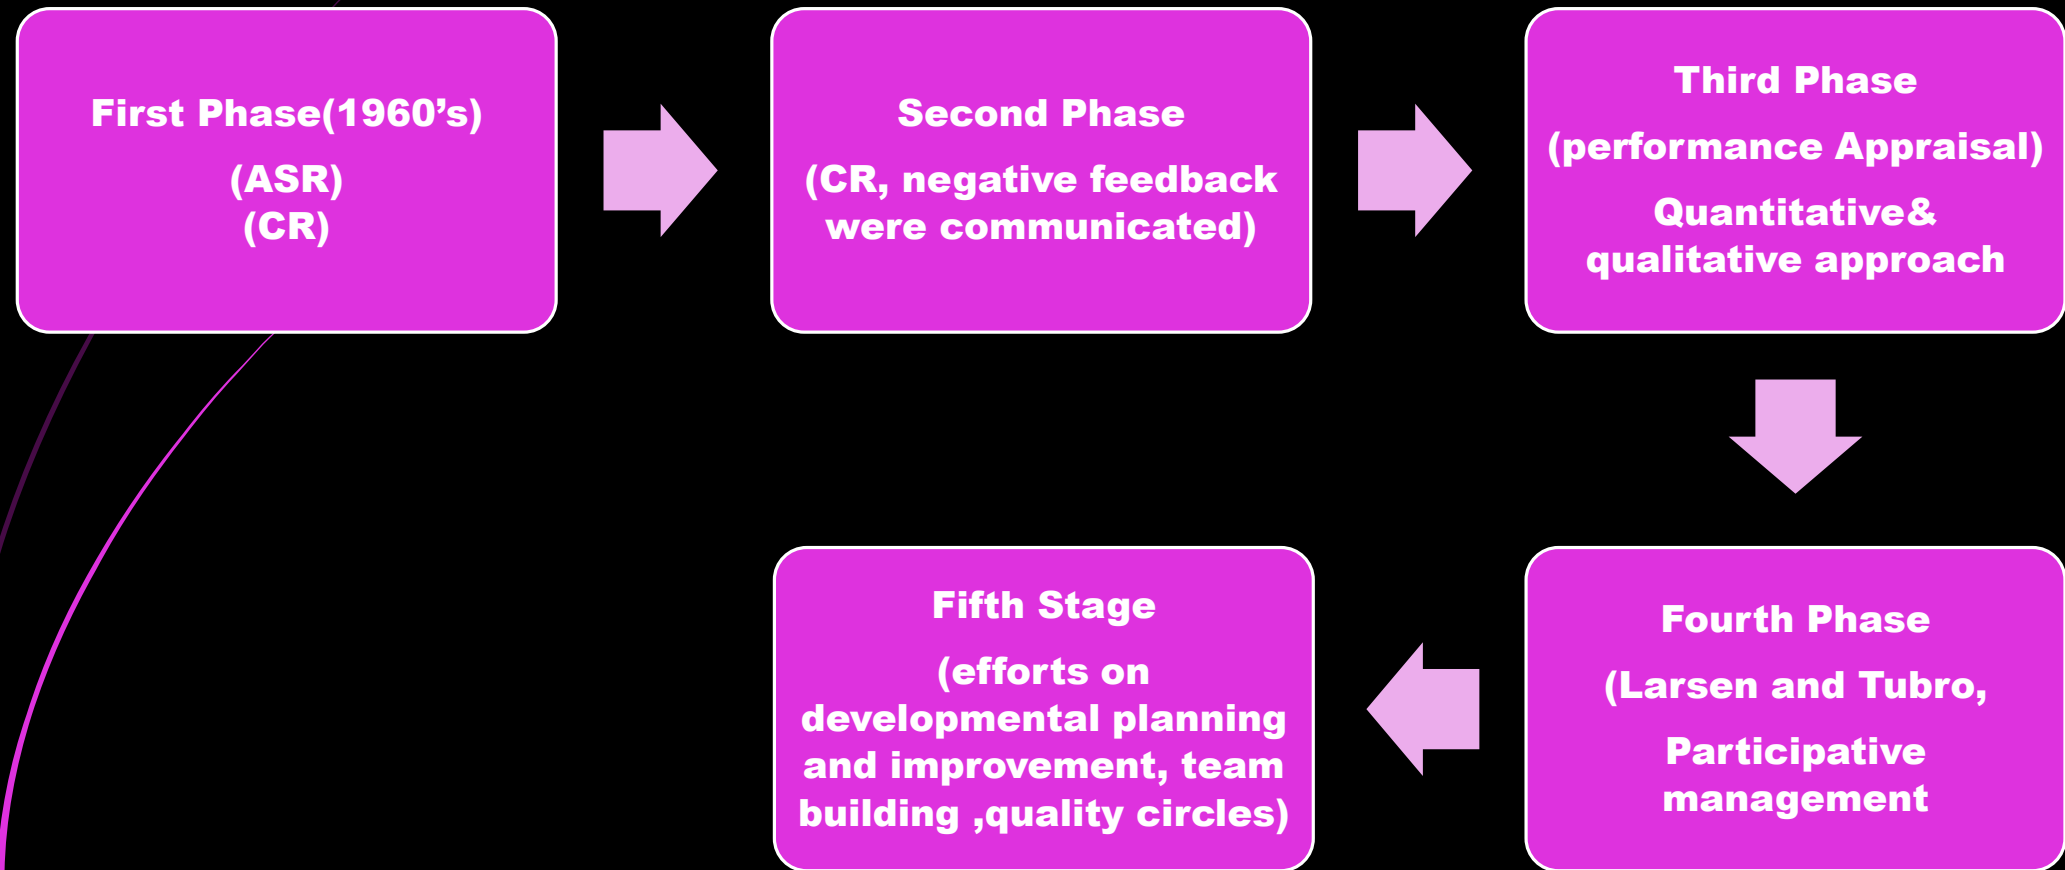 First Phase(1960’s)
(ASR)
(CR)
Second Phase
(CR, negative feedback
were communicated)
Third Phase
(performance Appraisal)
Quantitative&
qualitative approach
Fourth Phase
(Larsen and Tubro,
Participative
management
Fifth Stage
(efforts on
developmental planning
and improvement, team
building ,quality circles)